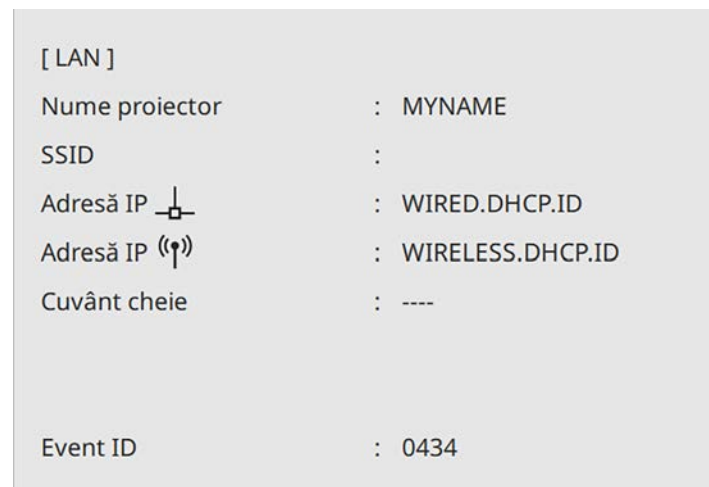 [ LAN ]
Nume proiector : MYNAME
SSID :
Adresă IP : WIRED.DHCP.ID
Adresă IP : WIRELESS.DHCP.ID
Cuvânt cheie : ----
Event ID : 0434